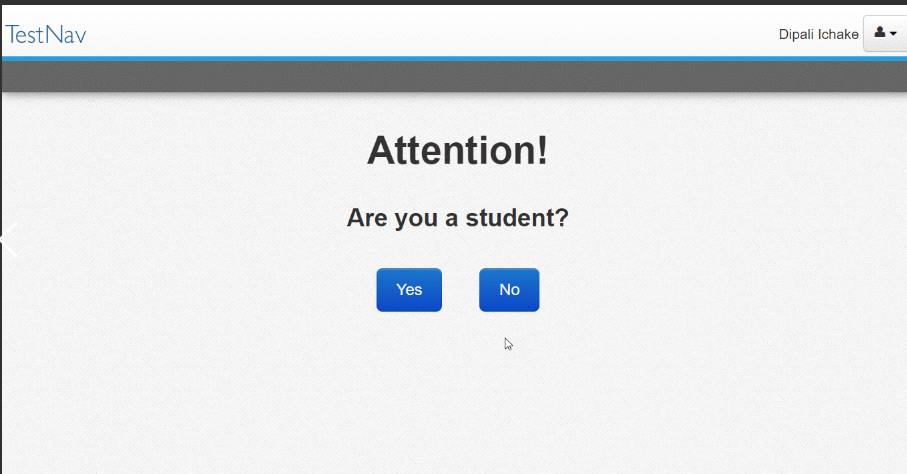 TestNav
Dipali Ichake
Attention!
Are you a student?
Yes No